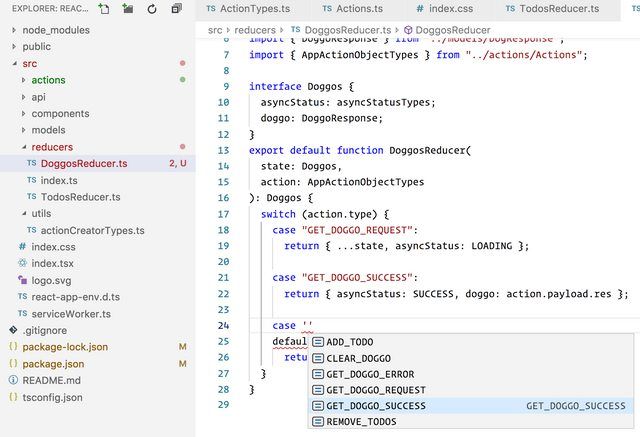 EXPLORER: REAC...
node_modules
public
src
actions
api
components
models
reducers
TS DoggosReducer.ts 2, U
TS index.ts
TS TodosReducer.ts
utils
TS actionCreatorTypes.ts
# index.css
TS index.tsx
logo.svg
TS react-app-env.d.ts
TS serviceWorker.ts
.gitignore
{} package-lock.json M
{} package.json M
README.md
tsconfig.json
TS ActionTypes.ts
TS Actions.ts
# index.css
TS TodosReducer.ts
src › reducers › TS DoggosReducer.ts › DoggosReducer
6 import { DoggoResponse } from "../models/DogResponse";
7 import { AppActionObjectTypes } from "../actions/Actions";
8
9 interface Doggos {
10 asyncStatus: asyncStatusTypes;
11 doggo: DoggoResponse;
12 }
13 export default function DoggosReducer(
14 state: Doggos,
15 action: AppActionObjectTypes
16 ): Doggos {
17 switch (action.type) {
18 case "GET_DOGGO_REQUEST":
19 return { ...state, asyncStatus: LOADING };
20
21 case "GET_DOGGO_SUCCESS":
22 return { asyncStatus: SUCCESS, doggo: action.payload.res };
23
24 case ''
25 defaul
26 retu
27 }
28 }
29
ADD_TODO
CLEAR_DOGGO
GET_DOGGO_ERROR
GET_DOGGO_REQUEST
GET_DOGGO_SUCCESS GET_DOGGO_SUCCESS
REMOVE_TODOS